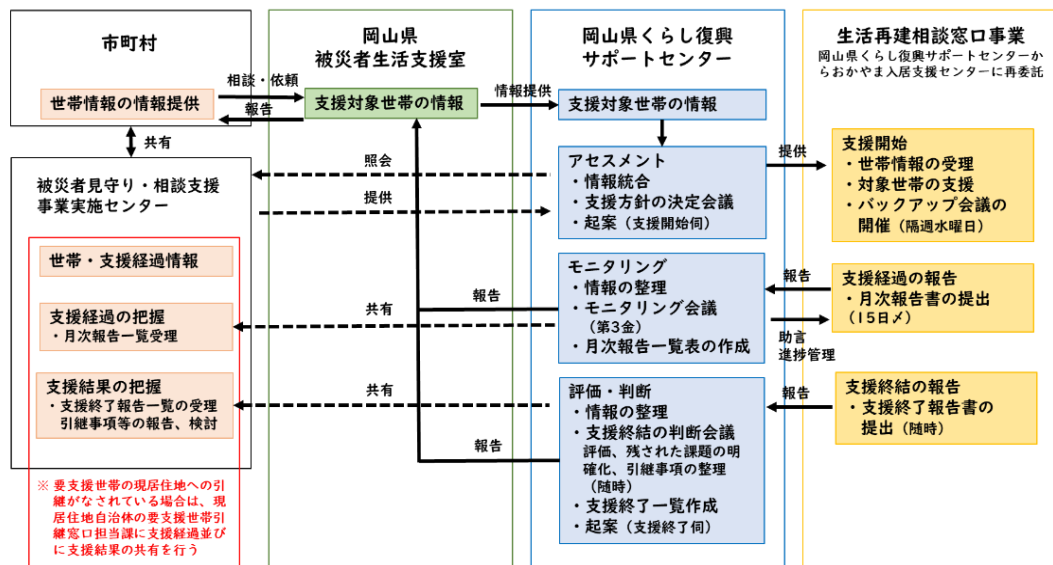 市町村
世帯情報の情報提供
共有
被災者見守り・相談支援
事業実施センター
世帯・支援経過情報
支援経過の把握
・月次報告一覧受理
支援結果の把握
・支援終了報告一覧の受理
引継事項等の報告、検討
※ 要支援世帯の現居住地への引
継がなされている場合は、現
居住地自治体の要支援世帯引
継窓口担当課に支援経過並び
に支援結果の共有を行う
相談・依頼
報告
岡山県
被災者生活支援室
支援対象世帯の情報
情報提供
照会
提供
報告
共有
共有
報告
岡山県くらし復興
サポートセンター
支援対象世帯の情報
アセスメント
・情報統合
・支援方針の決定会議
・起案（支援開始伺）
モニタリング
・情報の整理
・モニタリング会議
（第3金）
・月次報告一覧表の作成
評価・判断
・情報の整理
・支援終結の判断会議
評価、残された課題の明
確化、引継事項の整理
（随時）
・支援終了一覧作成
・起案（支援終了伺）
提供
報告
助言
進捗管理
報告
生活再建相談窓口事業
岡山県くらし復興サポートセンターか
らおかやま入居支援センターに再委託
支援開始
・世帯情報の受理
・対象世帯の支援
・バックアップ会議の
開催（隔週水曜日）
支援経過の報告
・月次報告書の提出
（15日〆）
支援終結の報告
・支援終了報告書の
提出（随時）